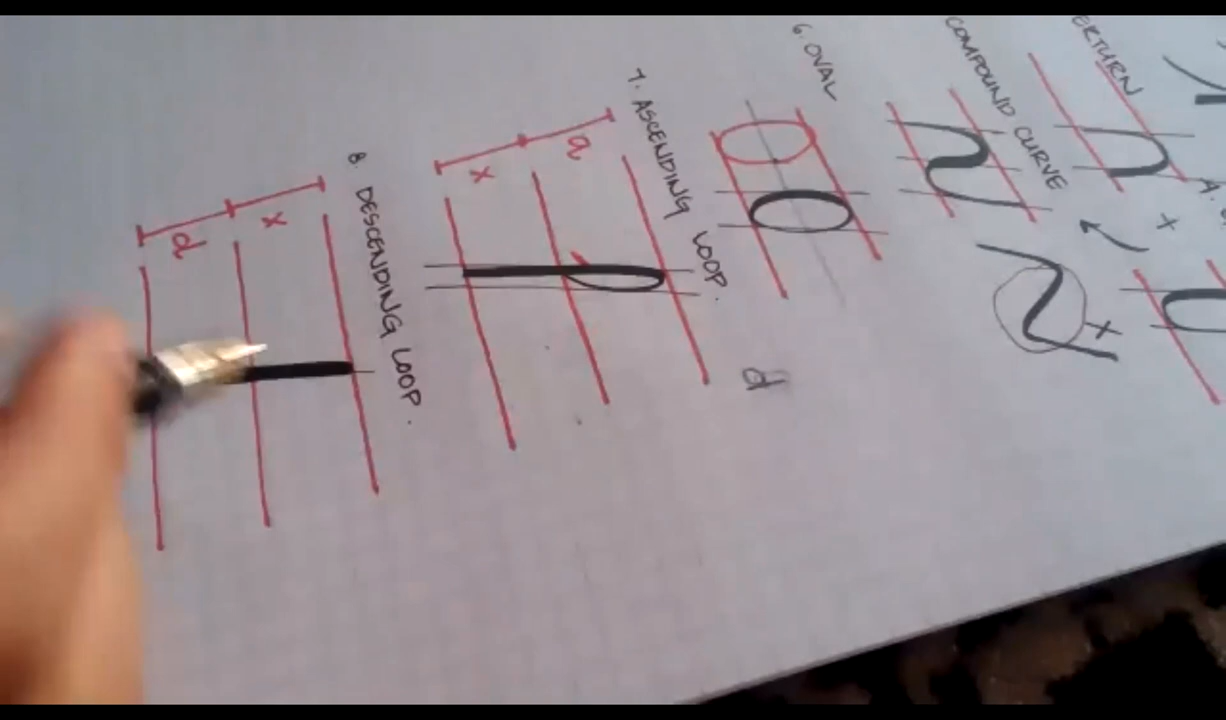 COMPOUND CURVE
6. OVAL
7. ASCENDING LOOP.
a
x
8. DESCENDING LOOP.
x
d
d